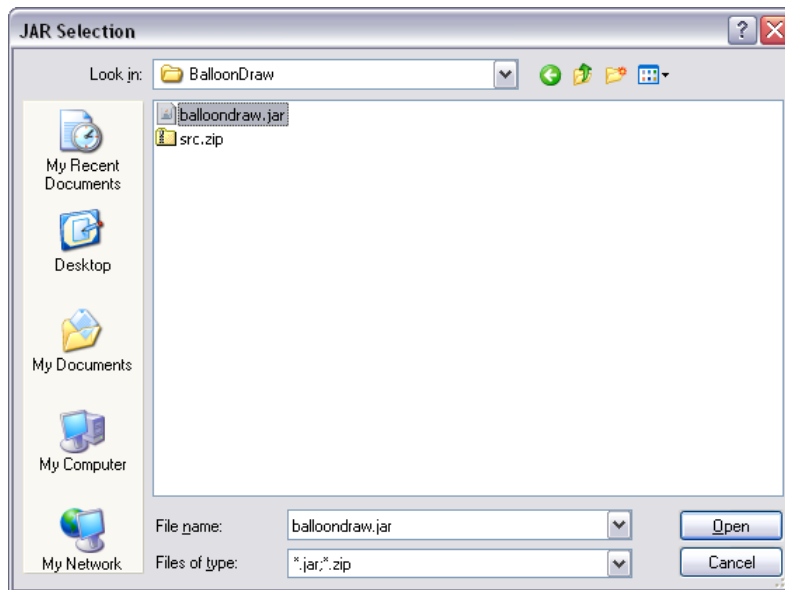 JAR Selection
Look in:
BalloonDraw
balloondraw.jar
src.zip
My Recent
Documents
Desktop
My Documents
My Computer
My Network
File name:
balloondraw.jar
Open
Files of type:
*.jar;*.zip
Cancel